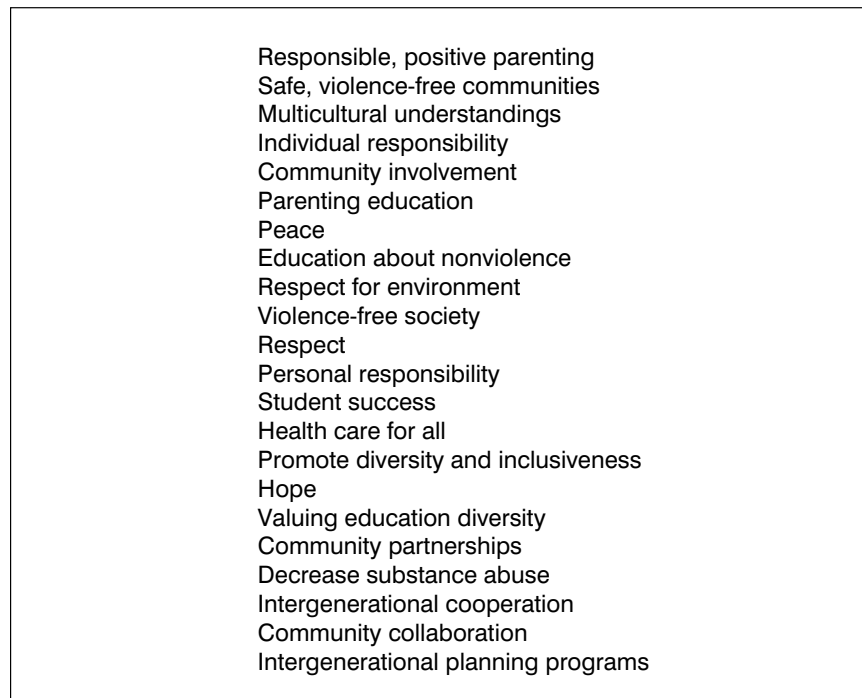 Responsible, positive parenting
Safe, violence-free communities
Multicultural understandings
Individual responsibility
Community involvement
Parenting education
Peace
Education about nonviolence
Respect for environment
Violence-free society
Respect
Personal responsibility
Student success
Health care for all
Promote diversity and inclusiveness
Hope
Valuing education diversity
Community partnerships
Decrease substance abuse
Intergenerational cooperation
Community collaboration
Intergenerational planning programs